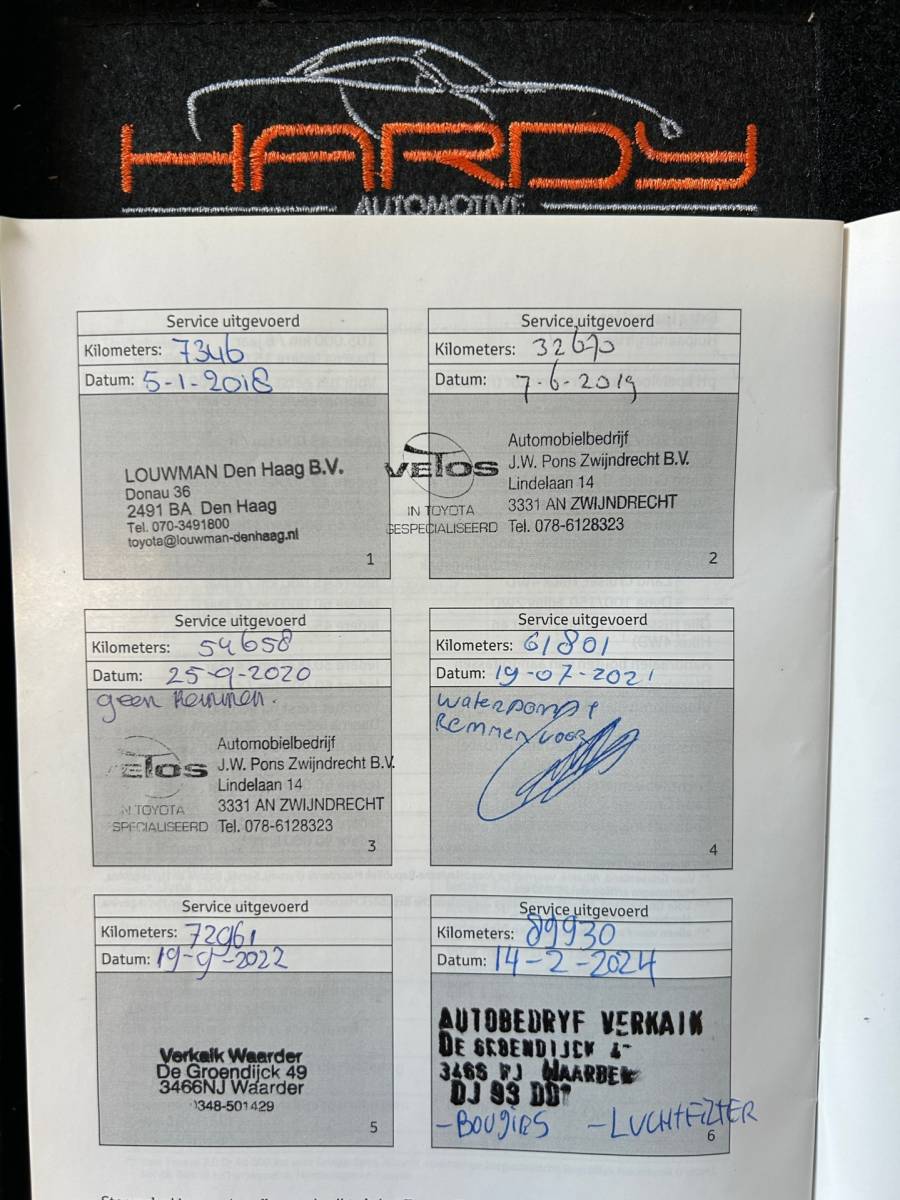 HARDY
AUTOMOTIVE
Service uitgevoerd
Kilometers: 7346
Datum: 5-1-2018
LOUWMAN Den Haag B.V.
Donau 36
2491 BA Den Haag
Tel. 070-3491800
toyota@louwman-denhaag.nl
1
Service uitgevoerd
Kilometers: 32670
Datum: 7-6-2019
VETOS
IN TOYOTA
GESPECIALISEERD
Automobielbedrijf
J.W. Pons Zwijndrecht B.V.
Lindelaan 14
3331 AN ZWIJNDRECHT
Tel. 078-6128323
2
Service uitgevoerd
Kilometers: 54658
Datum: 25-9-2020
geen Remmen.
ETOS
IN TOYOTA
SPECIALISEERD
Automobielbedrijf
J.W. Pons Zwijndrecht B.V.
Lindelaan 14
3331 AN ZWIJNDRECHT
Tel. 078-6128323
3
Service uitgevoerd
Kilometers: 61801
Datum: 19-07-2021
waterpomp +
Remmen voor
4
Service uitgevoerd
Kilometers: 72961
Datum: 19-9-2022
Verkaik Waarder
De Groendijck 49
3466NJ Waarder
0348-501429
5
Service uitgevoerd
Kilometers: 89930
Datum: 14-2-2024
AUTOBEDRYF VERKAIK
DE GROENDIJCK
WAARDER
- Bougies - LUCHTFILTER
6